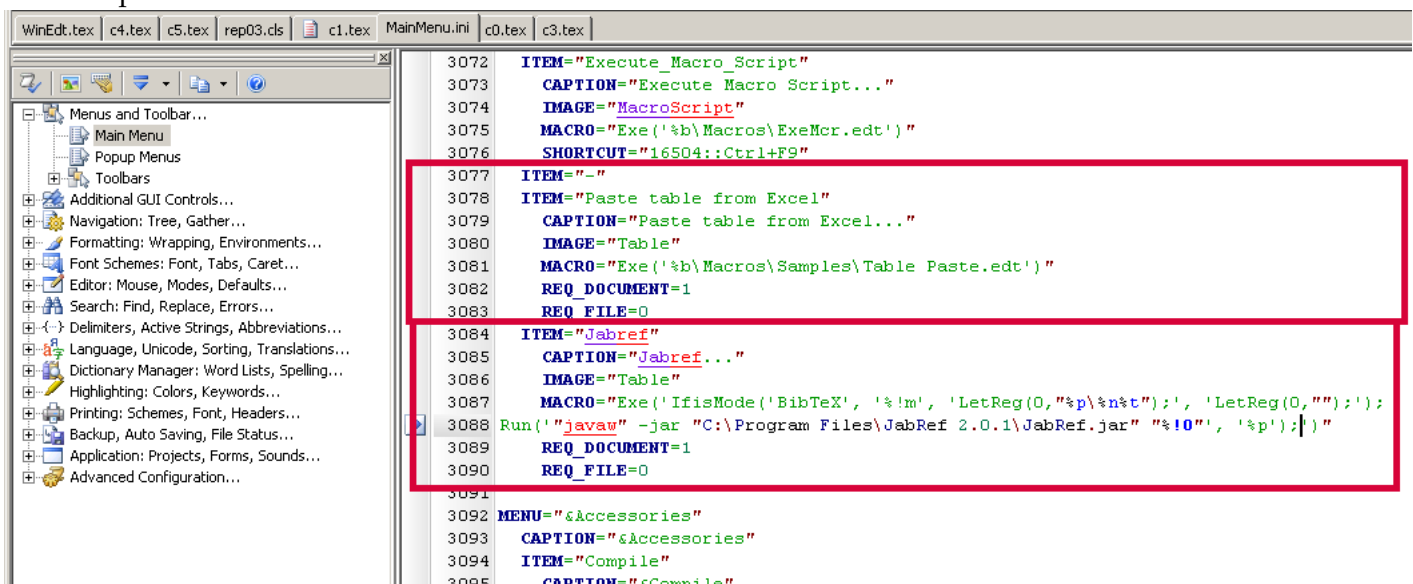 WinEdt.tex c4.tex c5.tex rep03.cls c1.tex MainMenu.ini c0.tex c3.tex
Menus and Toolbar...
Main Menu
Popup Menus
Toolbars
Additional GUI Controls...
Navigation: Tree, Gather...
Formatting: Wrapping, Environments...
Font Schemes: Font, Tabs, Caret...
Editor: Mouse, Modes, Defaults...
Search: Find, Replace, Errors...
Delimiters, Active Strings, Abbreviations...
Language, Unicode, Sorting, Translations...
Dictionary Manager: Word Lists, Spelling...
Highlighting: Colors, Keywords...
Printing: Schemes, Font, Headers...
Backup, Auto Saving, File Status...
Application: Projects, Forms, Sounds...
Advanced Configuration...
3072 ITEM="Execute_Macro_Script"
3073 CAPTION="Execute Macro Script..."
3074 IMAGE="MacroScript"
3075 MACRO="Exe('%b\Macros\ExeMcr.edt')"
3076 SHORTCUT="16504::Ctrl+F9"
3077 ITEM="-"
3078 ITEM="Paste table from Excel"
3079 CAPTION="Paste table from Excel..."
3080 IMAGE="Table"
3081 MACRO="Exe('%b\Macros\Samples\Table Paste.edt')"
3082 REQ_DOCUMENT=1
3083 REQ_FILE=0
3084 ITEM="Jabref"
3085 CAPTION="Jabref..."
3086 IMAGE="Table"
3087 MACRO="Exe('IfisMode('BibTeX', '%!m', 'LetReg(0,"%p\%n%t");', 'LetReg(0,"");');
3088 Run('"javaw" -jar "C:\Program Files\JabRef 2.0.1\JabRef.jar" "%!0"', '%p');')"
3089 REQ_DOCUMENT=1
3090 REQ_FILE=0
3091
3092 MENU="&Accessories"
3093 CAPTION="&Accessories"
3094 ITEM="Compile"
3095 CAPTION="&Compile"